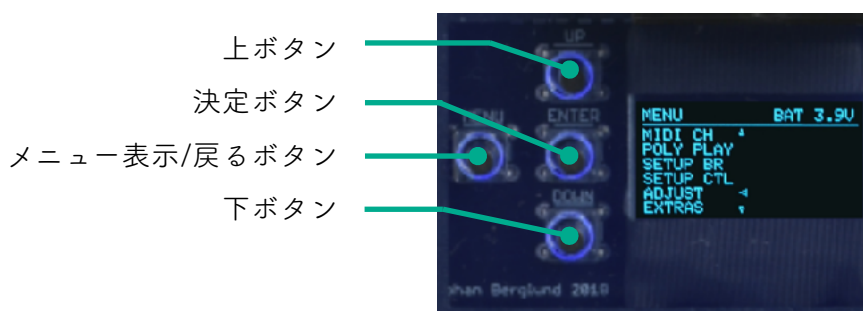 上ボタン
決定ボタン
メニュー表示/戻るボタン
下ボタン
UP
MENU
ENTER
DOWN
MENU BAT 3.9V
MIDI CH
POLY PLAY
SETUP BR
SETUP CTL
ADJUST
EXTRAS
han Berglund 2018